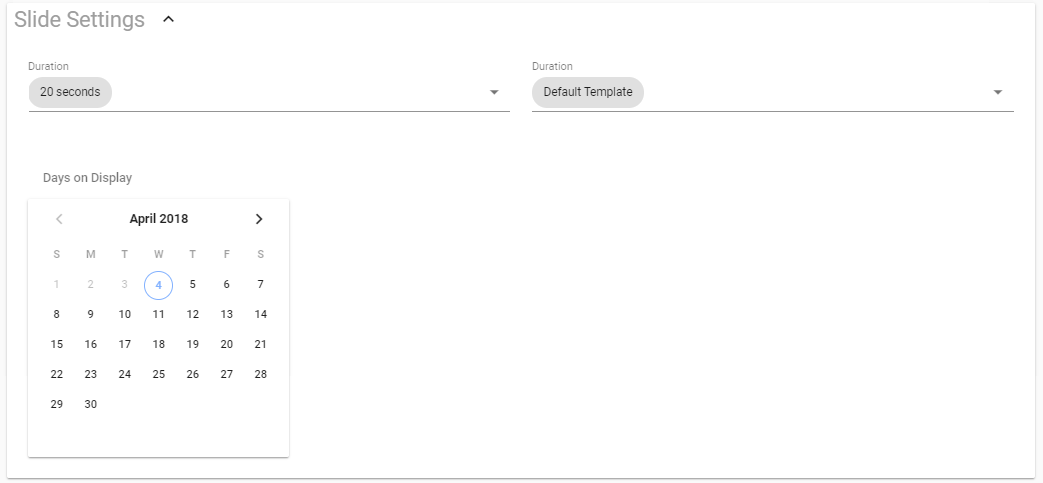 Slide Settings
Duration Duration
20 seconds Default Template
Days on Display
April 2018
S M T W T F S
1 2 3 4 5 6 7
8 9 10 11 12 13 14
15 16 17 18 19 20 21
22 23 24 25 26 27 28
29 30